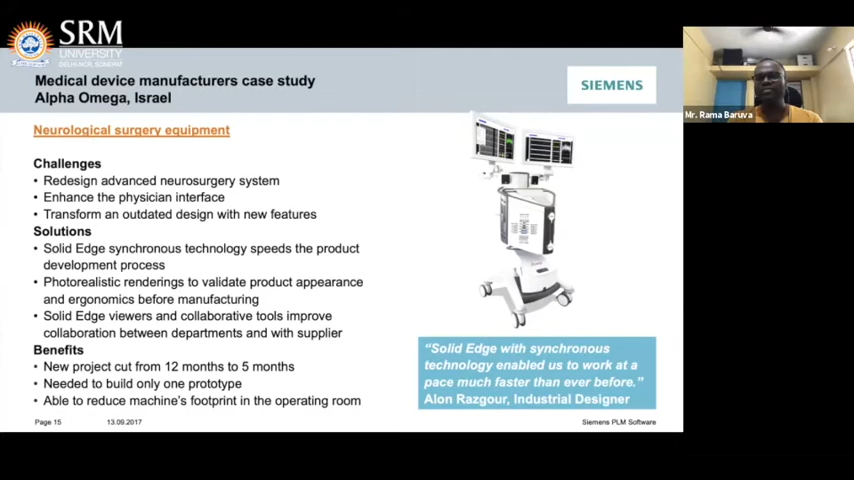 SRM
UNIVERSITY
DELHI-NCR, SONEPAT
Medical device manufacturers case study
Alpha Omega, Israel
SIEMENS
Mr. Rama Baruva
Neurological surgery equipment
Challenges
• Redesign advanced neurosurgery system
• Enhance the physician interface
• Transform an outdated design with new features
Solutions
• Solid Edge synchronous technology speeds the product
development process
• Photorealistic renderings to validate product appearance
and ergonomics before manufacturing
• Solid Edge viewers and collaborative tools improve
collaboration between departments and with supplier
Benefits
• New project cut from 12 months to 5 months
• Needed to build only one prototype
• Able to reduce machine's footprint in the operating room
“Solid Edge with synchronous
technology enabled us to work at a
pace much faster than ever before.”
Alon Razgour, Industrial Designer
Page 15
13.09.2017
Siemens PLM Software